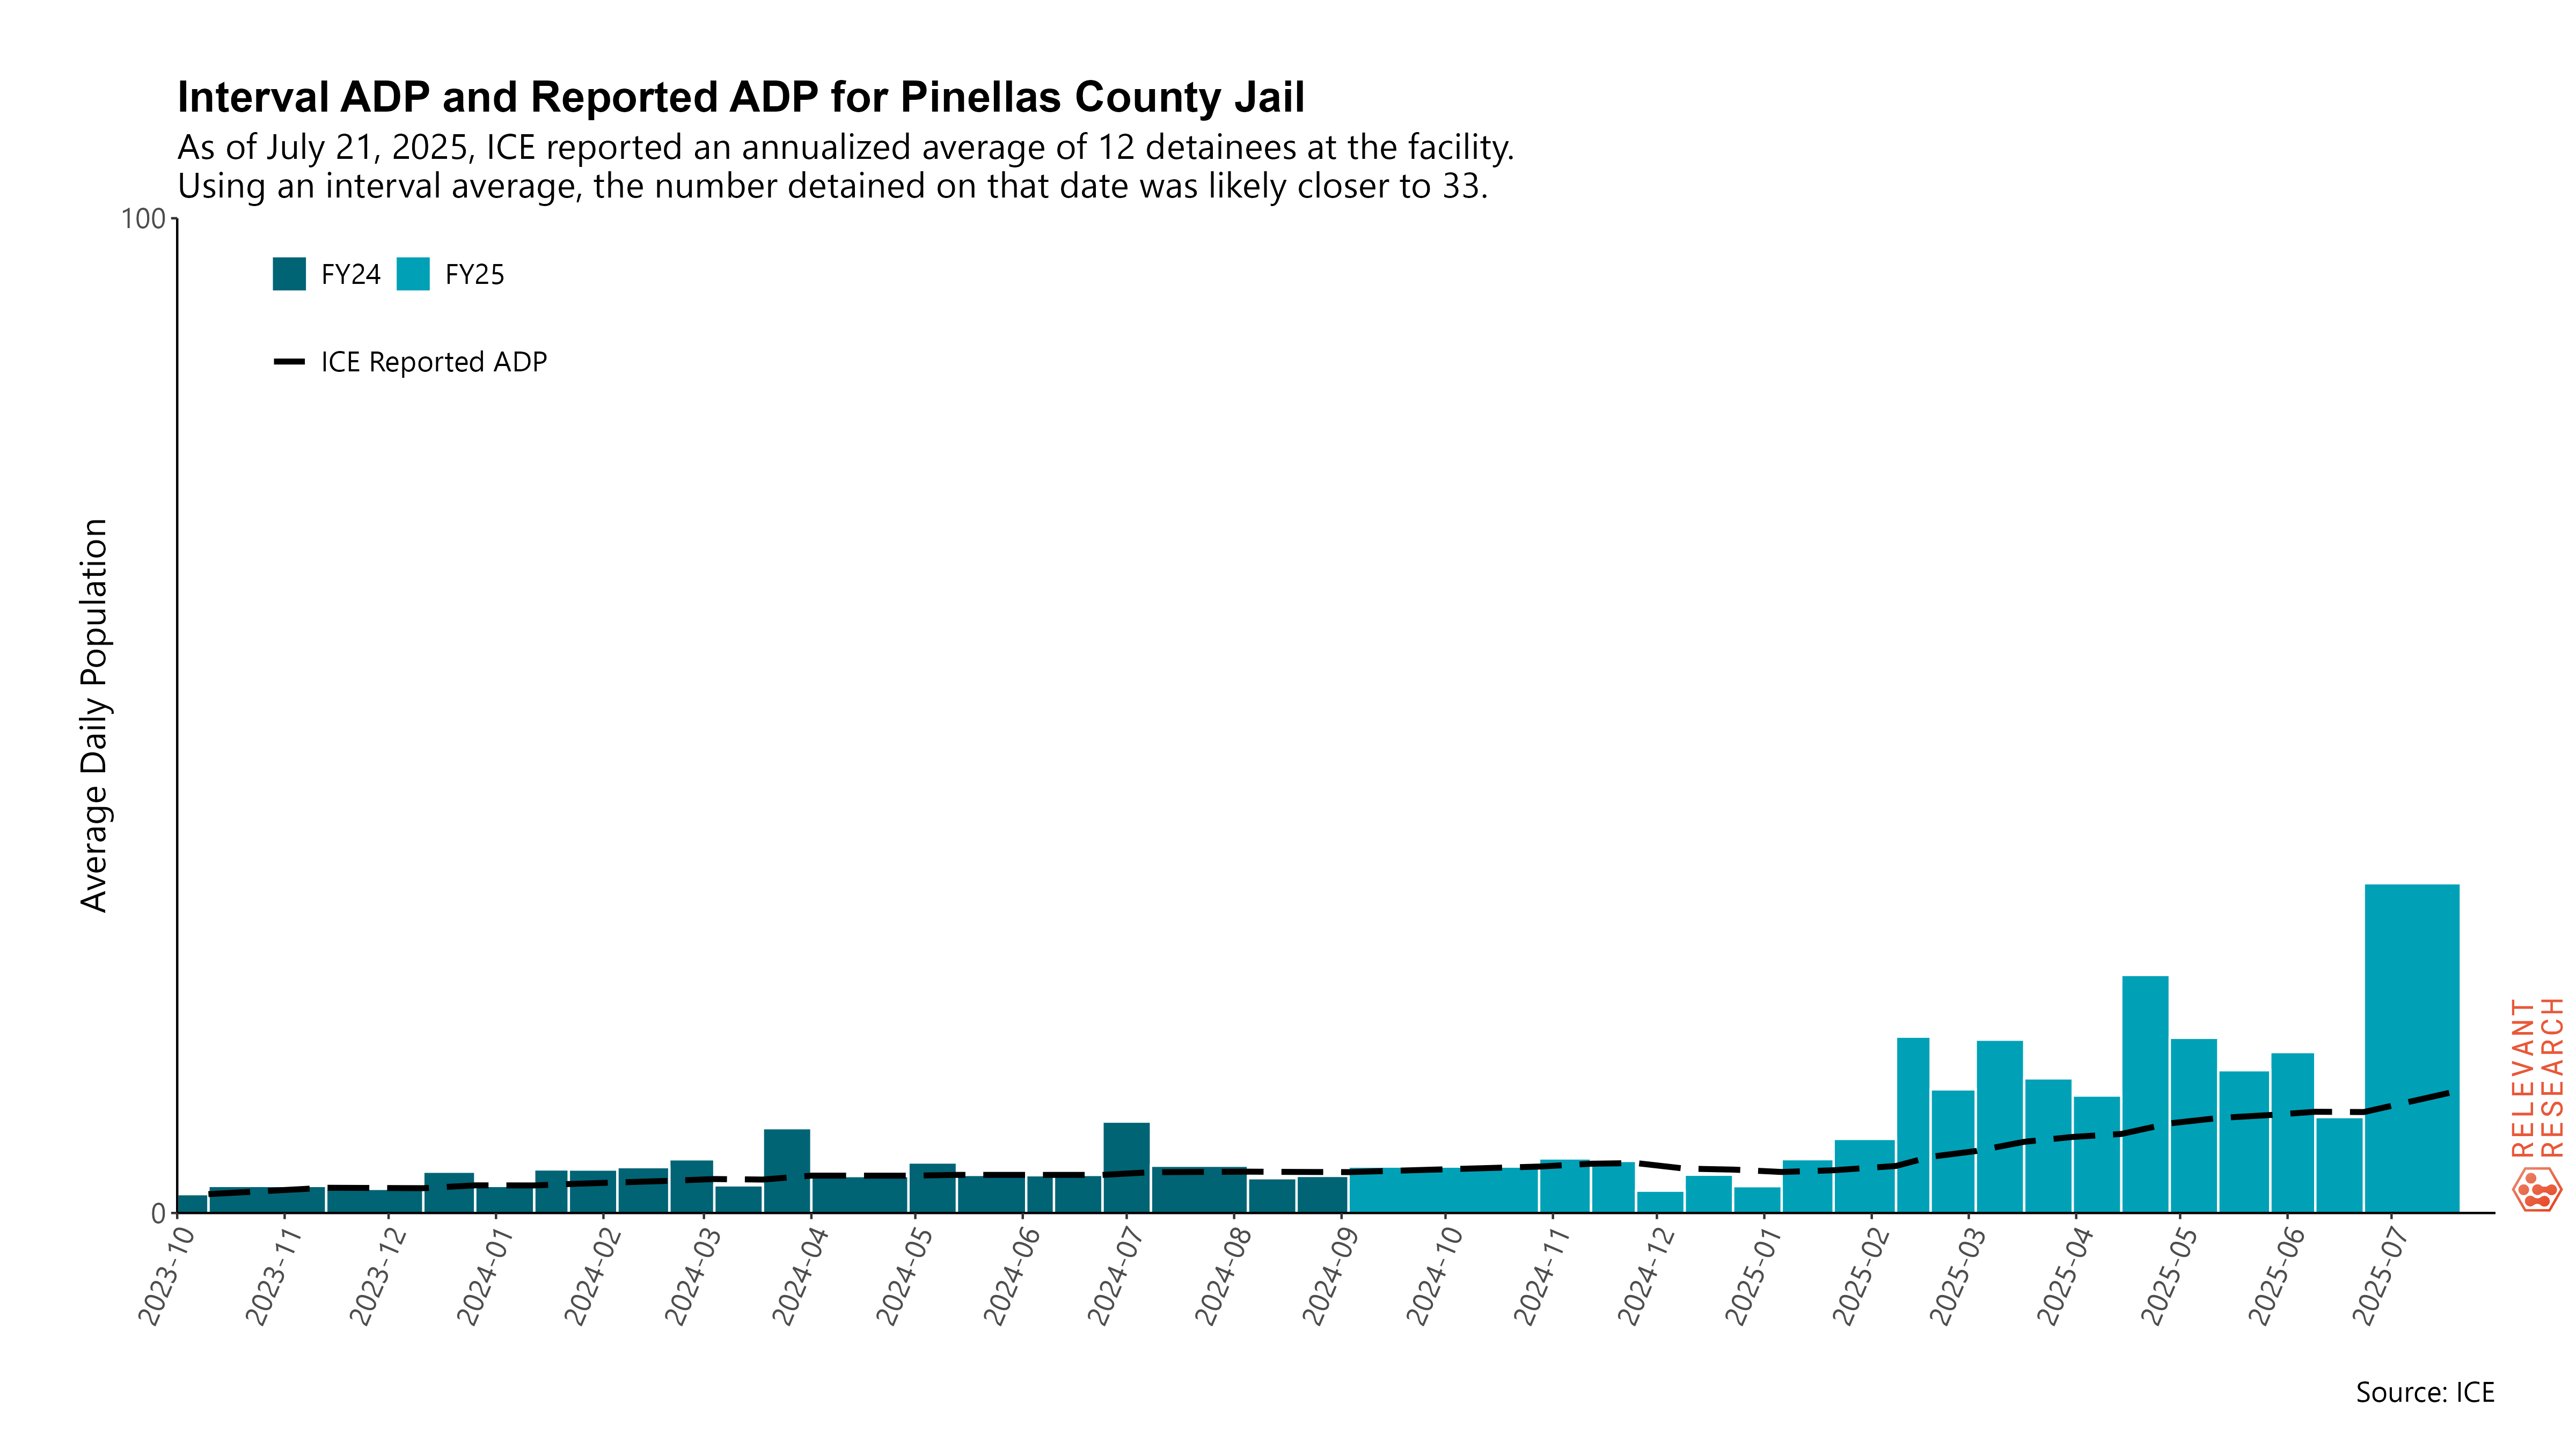 Interval ADP and Reported ADP for Pinellas County Jail
As of July 21, 2025, ICE reported an annualized average of 12 detainees at the facility.
Using an interval average, the number detained on that date was likely closer to 33.
100
FY24 FY25
ICE Reported ADP
Average Daily Population
0
2023-10 2023-11 2023-12 2024-01 2024-02 2024-03 2024-04 2024-05 2024-06 2024-07 2024-08 2024-09 2024-10 2024-11 2024-12 2025-01 2025-02 2025-03 2025-04 2025-05 2025-06 2025-07
RELEVANT
RESEARCH
Source: ICE